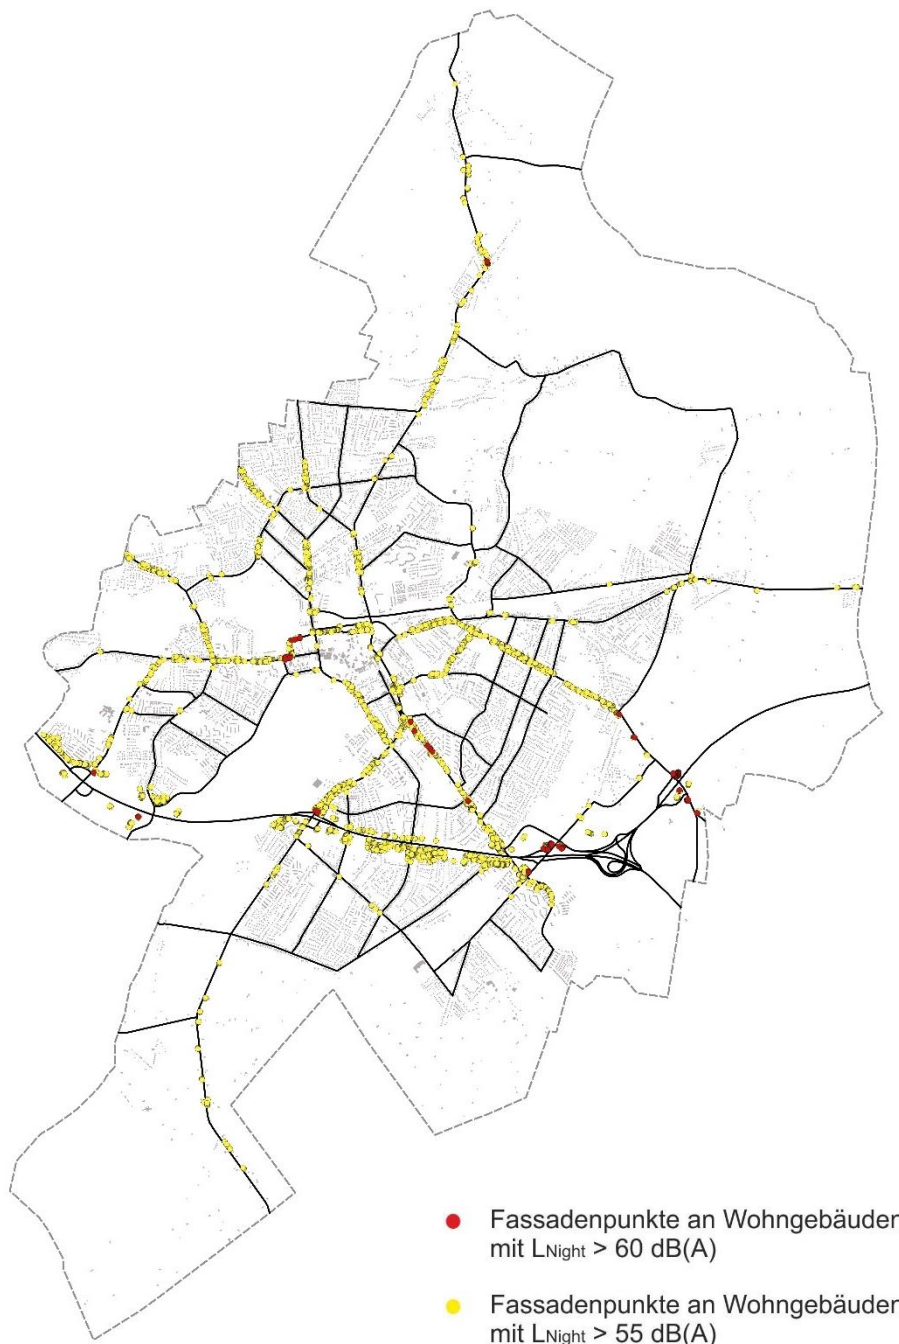 Fassadenpunkte an Wohngebäuden
mit LNight > 60 dB(A)
Fassadenpunkte an Wohngebäuden
mit LNight > 55 dB(A)